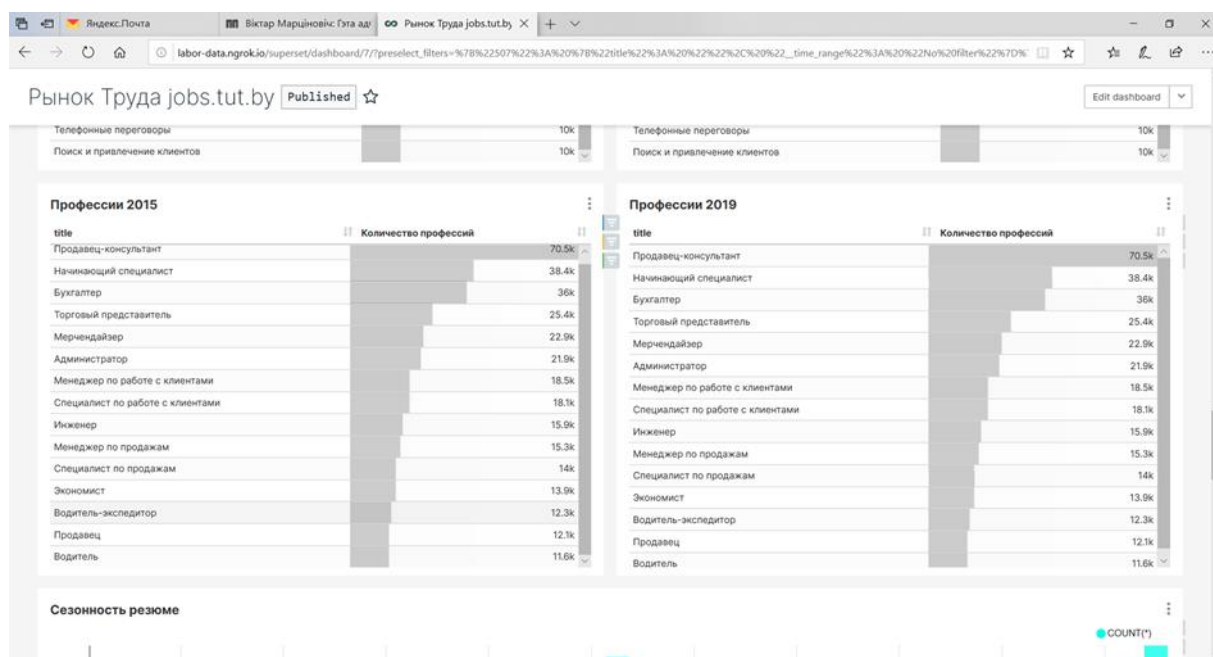 Яндекс.Почта
Віктар Марціновіч: Гэта ад
Рынок Труда jobs.tut.by
labor-data.ngrok.io/superset/dashboard/7/?preselect_filters=%7B%22507%22%3A%20%7B%22title%22%3A%20%22%22%2C%20%22__time_range%22%3A%20%22No%20filter%22%7D%
Рынок Труда jobs.tut.by Published
Edit dashboard
Телефонные переговоры 10k
Поиск и привлечение клиентов 10k
Телефонные переговоры 10k
Поиск и привлечение клиентов 10k
Профессии 2015
title Количество профессий
Продавец-консультант 70.5k
Начинающий специалист 38.4k
Бухгалтер 36k
Торговый представитель 25.4k
Мерчендайзер 22.9k
Администратор 21.9k
Менеджер по работе с клиентами 18.5k
Специалист по работе с клиентами 18.1k
Инженер 15.9k
Менеджер по продажам 15.3k
Специалист по продажам 14k
Экономист 13.9k
Водитель-экспедитор 12.3k
Продавец 12.1k
Водитель 11.6k
Профессии 2019
title Количество профессий
Продавец-консультант 70.5k
Начинающий специалист 38.4k
Бухгалтер 36k
Торговый представитель 25.4k
Мерчендайзер 22.9k
Администратор 21.9k
Менеджер по работе с клиентами 18.5k
Специалист по работе с клиентами 18.1k
Инженер 15.9k
Менеджер по продажам 15.3k
Специалист по продажам 14k
Экономист 13.9k
Водитель-экспедитор 12.3k
Продавец 12.1k
Водитель 11.6k
Сезонность резюме
COUNT(*)